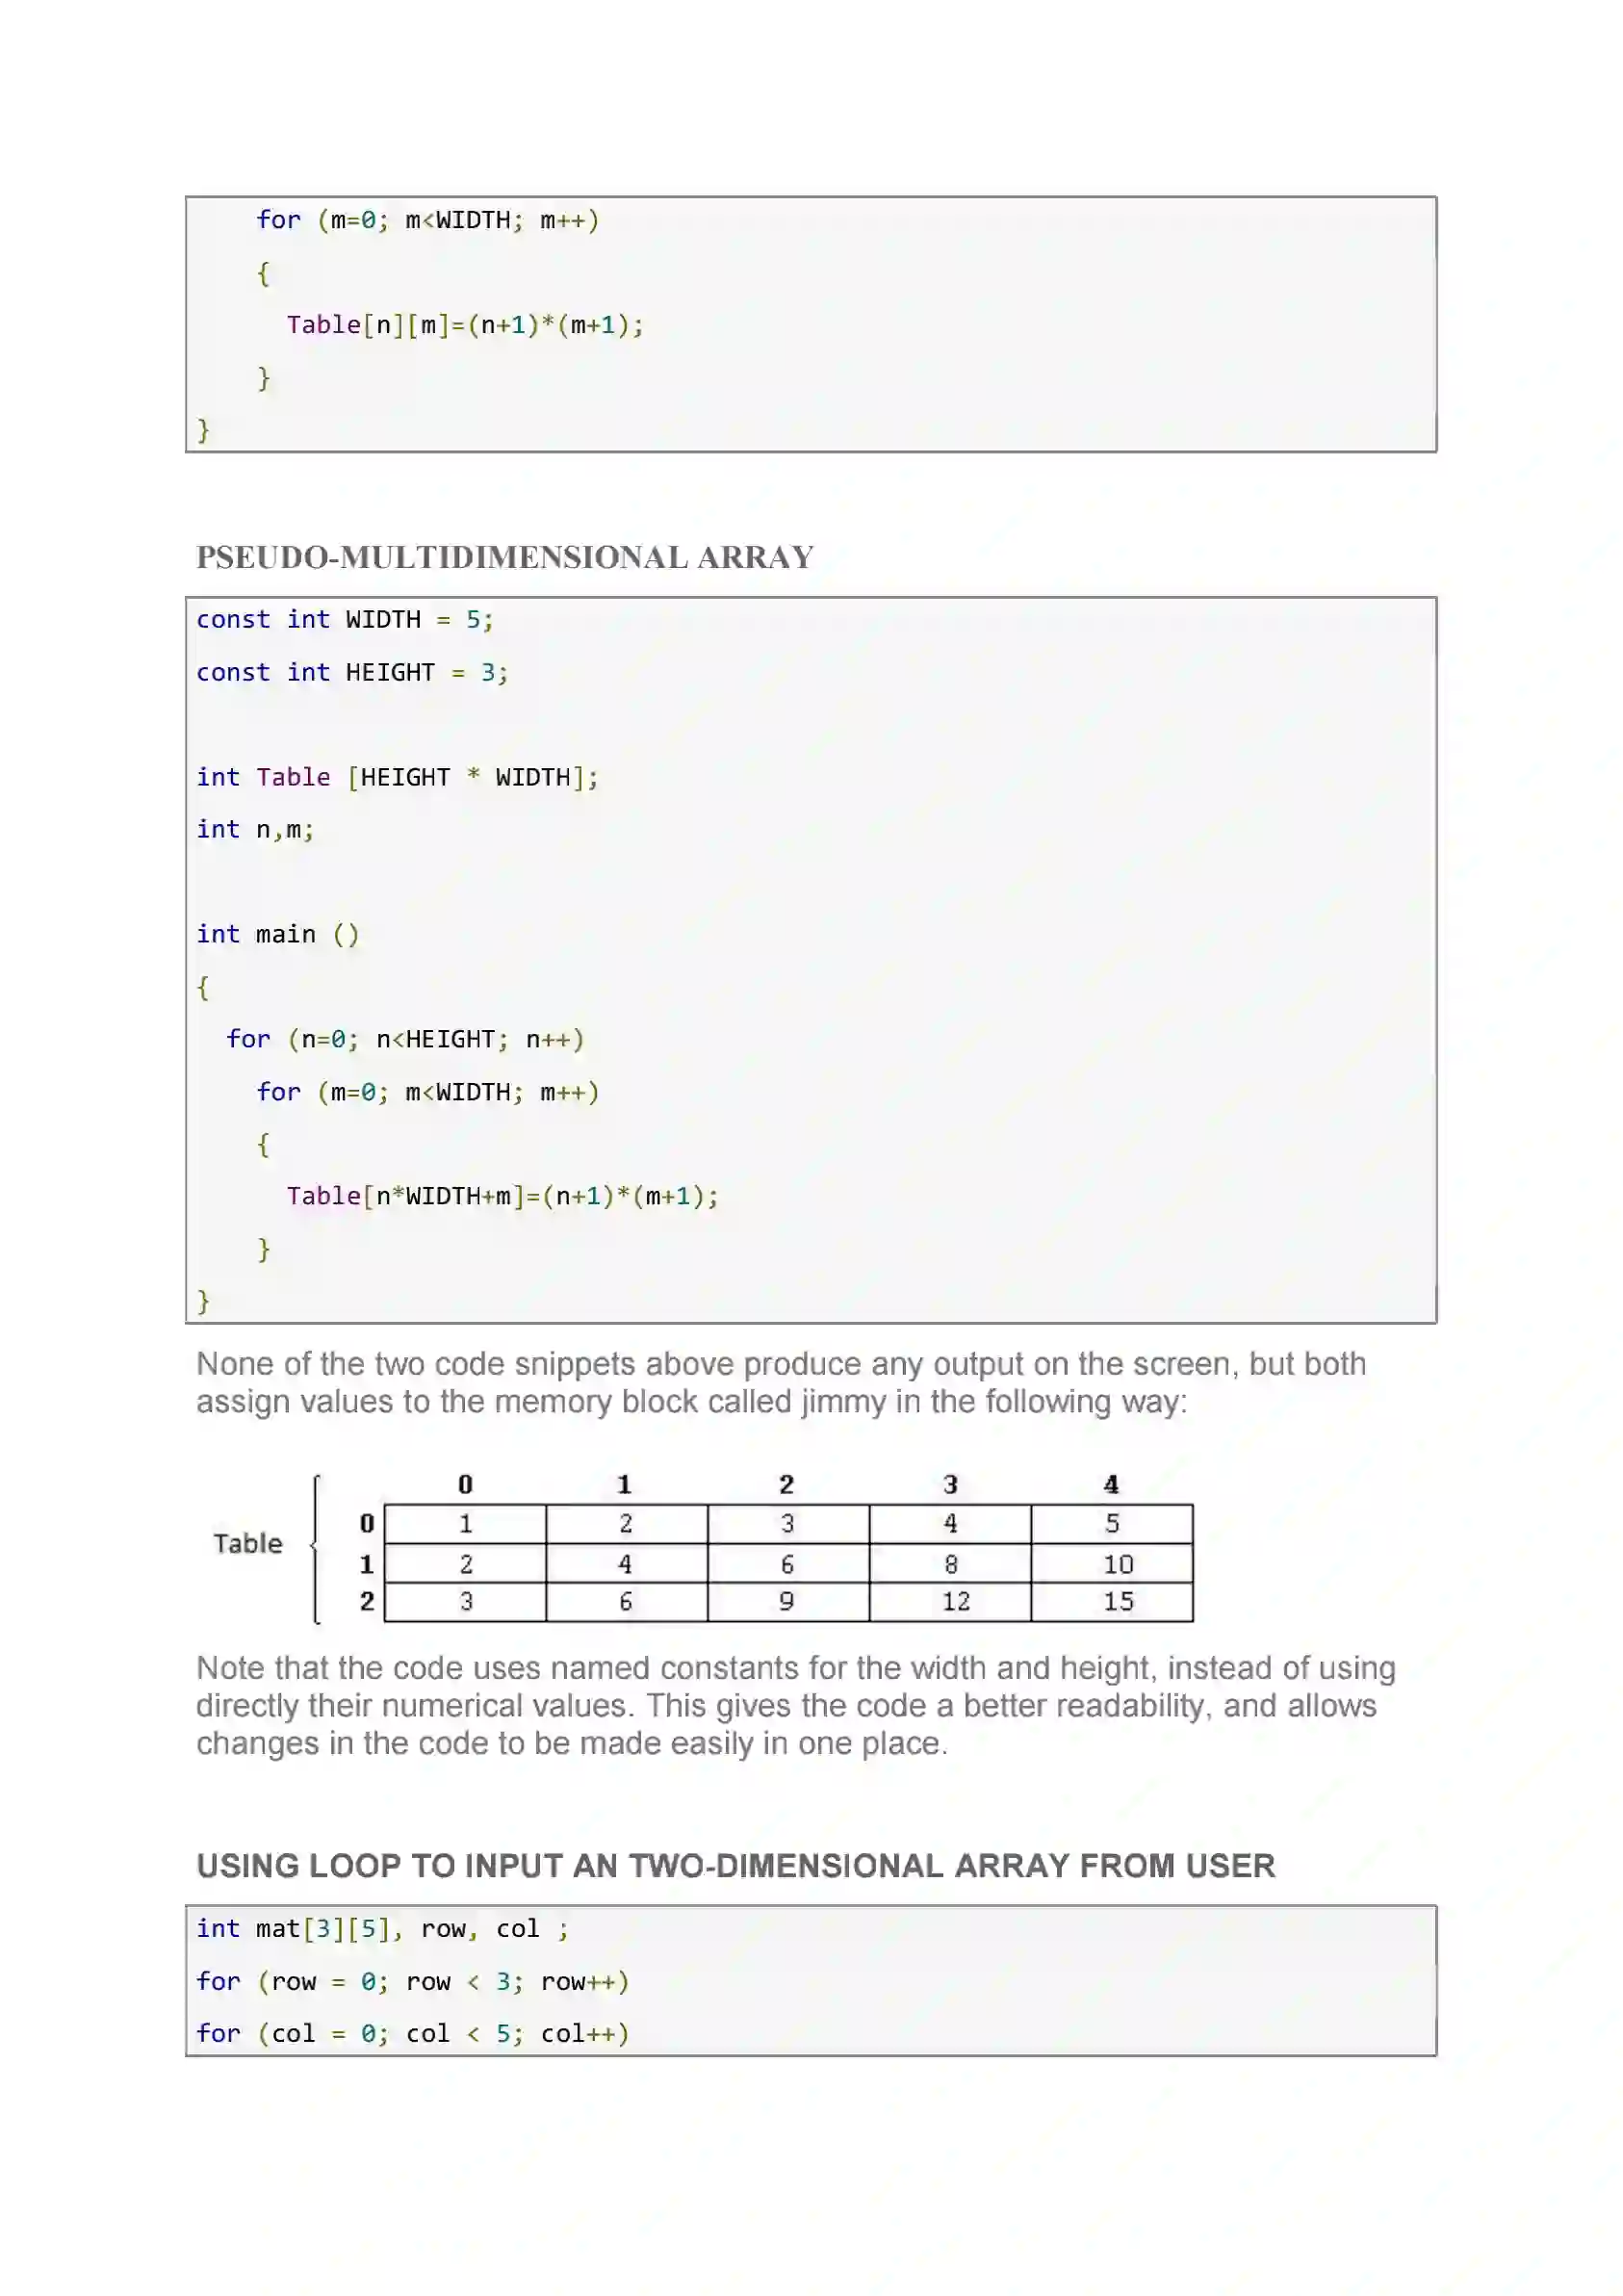 for (m=0; m<WIDTH; m++)
{
Table[n][m]=(n+1)*(m+1);
}
}
PSEUDO-MULTIDIMENSIONAL ARRAY
const int WIDTH = 5;
const int HEIGHT = 3;
int Table [HEIGHT * WIDTH];
int n,m;
int main ()
{
for (n=0; n<HEIGHT; n++)
for (m=0; m<WIDTH; m++)
{
Table[n*WIDTH+m]=(n+1)*(m+1);
}
}
None of the two code snippets above produce any output on the screen, but both
assign values to the memory block called jimmy in the following way:
0 1 2 3 4
0 1 2 3 4 5
Table
1 2 4 6 8 10
2 3 6 9 12 15
Note that the code uses named constants for the width and height, instead of using
directly their numerical values. This gives the code a better readability, and allows
changes in the code to be made easily in one place.
USING LOOP TO INPUT AN TWO-DIMENSIONAL ARRAY FROM USER
int mat[3][5], row, col ;
for (row = 0; row < 3; row++)
for (col = 0; col < 5; col++)